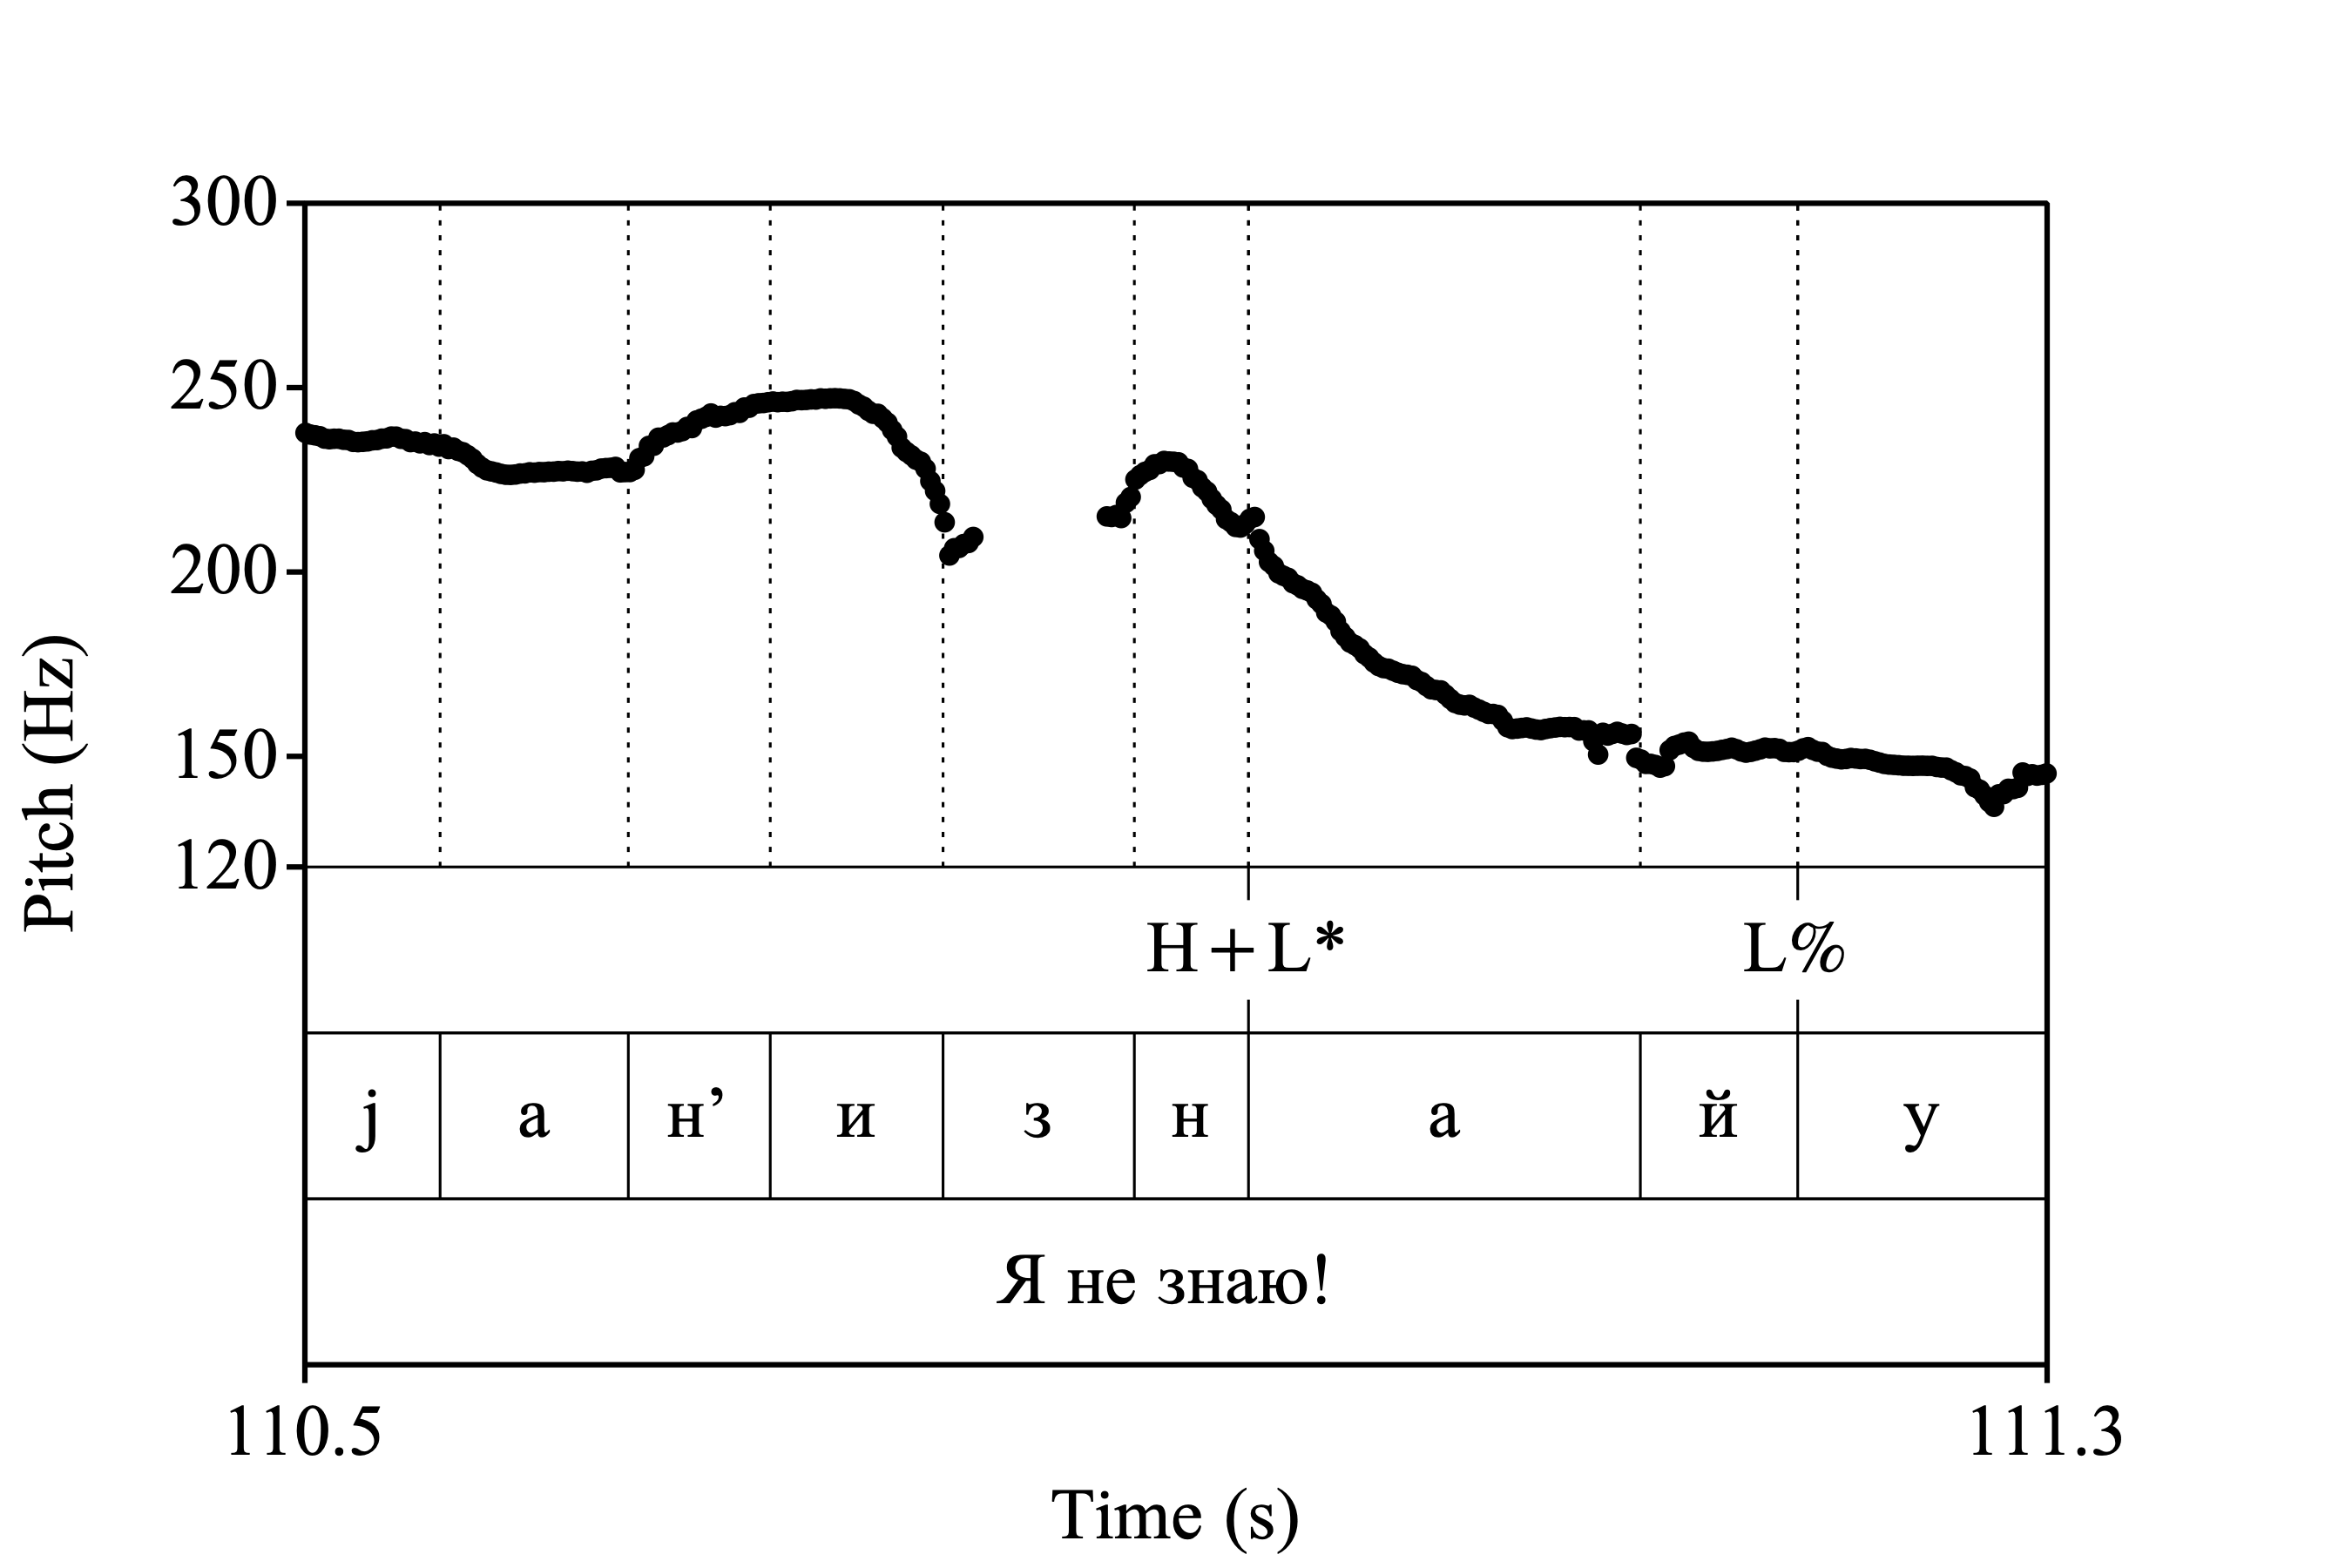 300
250
200
150
120
Pitch (Hz)
H+L* L%
j а н’ и з н а й у
Я не знаю!
110.5 111.3
Time (s)